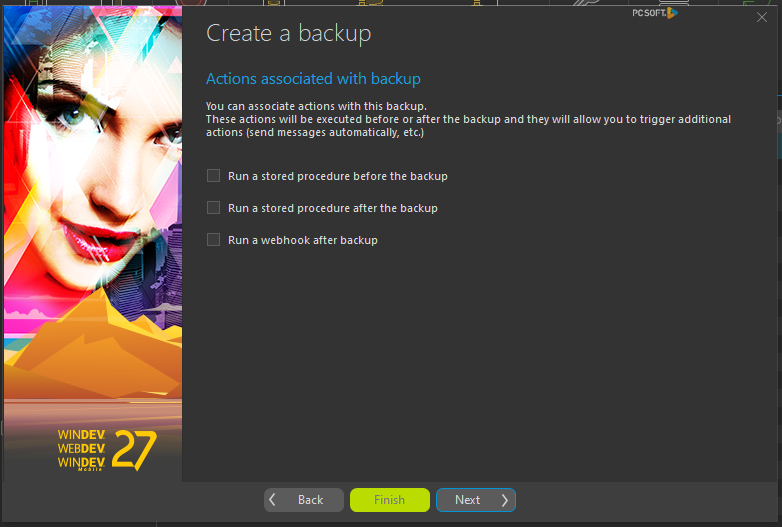 PC SOFT
Create a backup
Actions associated with backup
You can associate actions with this backup.
These actions will be executed before or after the backup and they will allow you to trigger additional
actions (send messages automatically, etc.)
Run a stored procedure before the backup
Run a stored procedure after the backup
Run a webhook after backup
WINDEV
WEBDEV
WINDEV
Mobile
27
Back
Finish
Next